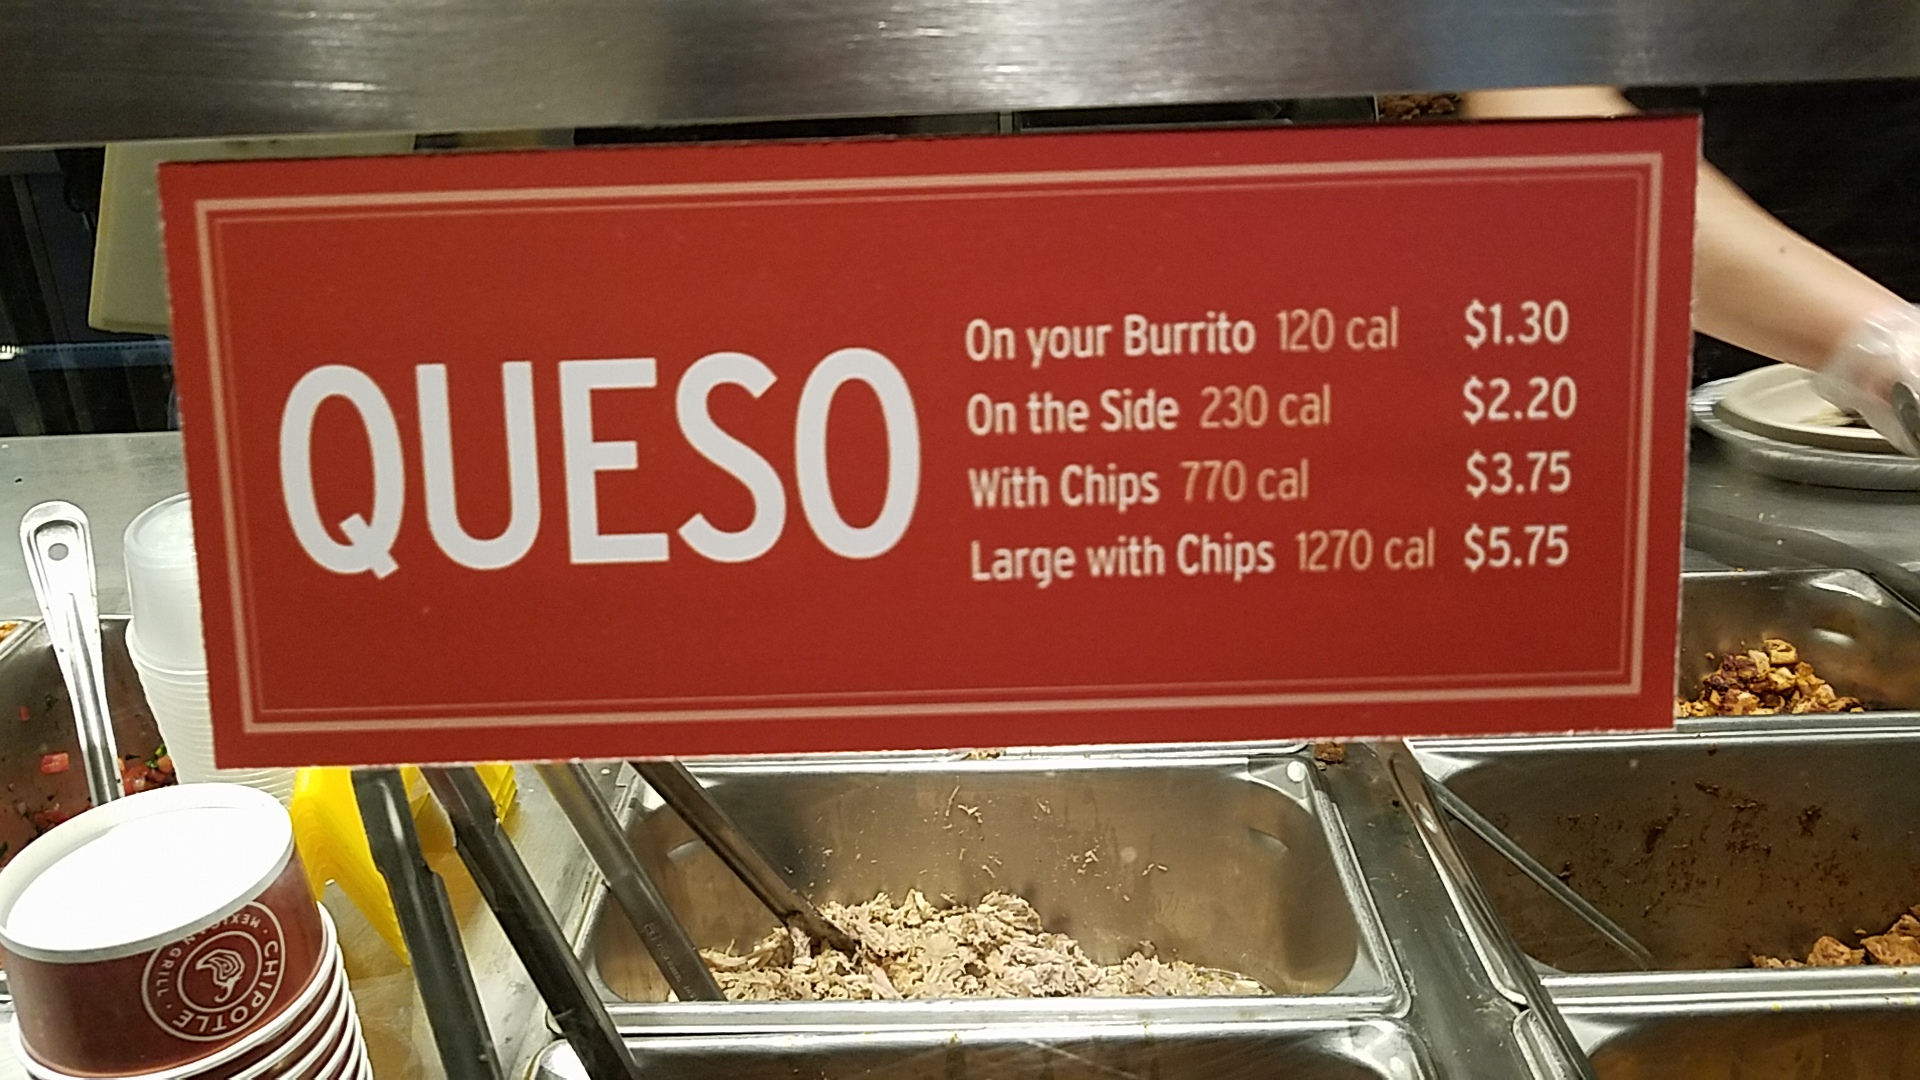 QUESO
On your Burrito 120 cal $1.30
On the Side 230 cal $2.20
With Chips 770 cal $3.75
Large with Chips 1270 cal $5.75
CHIPOTLE
MEXICAN GRILL